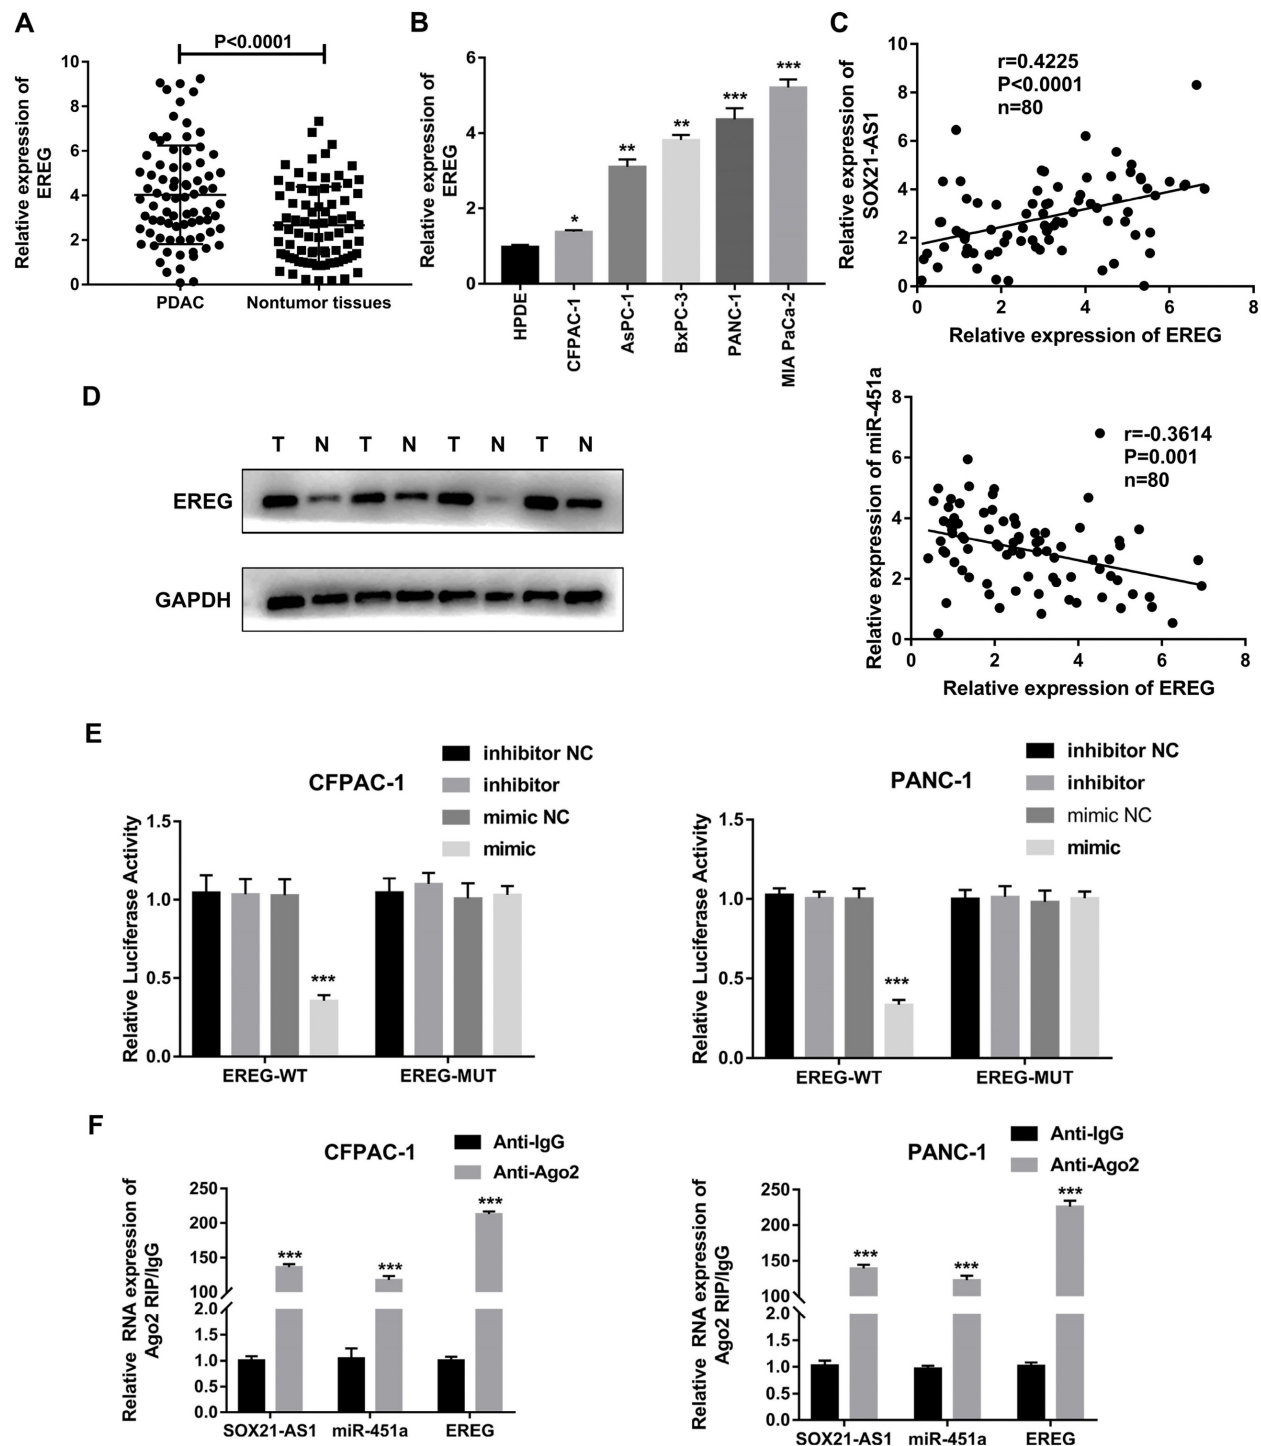 A
P<0.0001
Relative expression of
EREG
10
8
6
4
2
0
PDAC
Nontumor tissues
B
Relative expression of
EREG
6
4
2
0
*
**
**
***
***
HPDE
CFPAC-1
AsPC-1
BxPC-3
PANC-1
MIA PaCa-2
C
Relative expression of
SOX21-AS1
10
8
6
4
2
0
r=0.4225
P<0.0001
n=80
0 2 4 6 8
Relative expression of EREG
Relative expression of miR-451a
8
6
4
2
0
r=-0.3614
P=0.001
n=80
0 2 4 6 8
Relative expression of EREG
D
T N T N T N T N
EREG
GAPDH
E
CFPAC-1
inhibitor NC
inhibitor
mimic NC
mimic
Relative Luciferase Activity
1.5
1.0
0.5
0.0
***
EREG-WT
EREG-MUT
PANC-1
inhibitor NC
inhibitor
mimic NC
mimic
Relative Luciferase Activity
1.5
1.0
0.5
0.0
***
EREG-WT
EREG-MUT
F
CFPAC-1
Anti-IgG
Anti-Ago2
Relative RNA expression of
Ago2 RIP/IgG
250
200
150
100
2.0
1.5
1.0
0.5
0.0
***
***
***
SOX21-AS1
miR-451a
EREG
PANC-1
Anti-IgG
Anti-Ago2
Relative RNA expression of
Ago2 RIP/IgG
250
200
150
100
2.0
1.5
1.0
0.5
0.0
***
***
***
SOX21-AS1
miR-451a
EREG